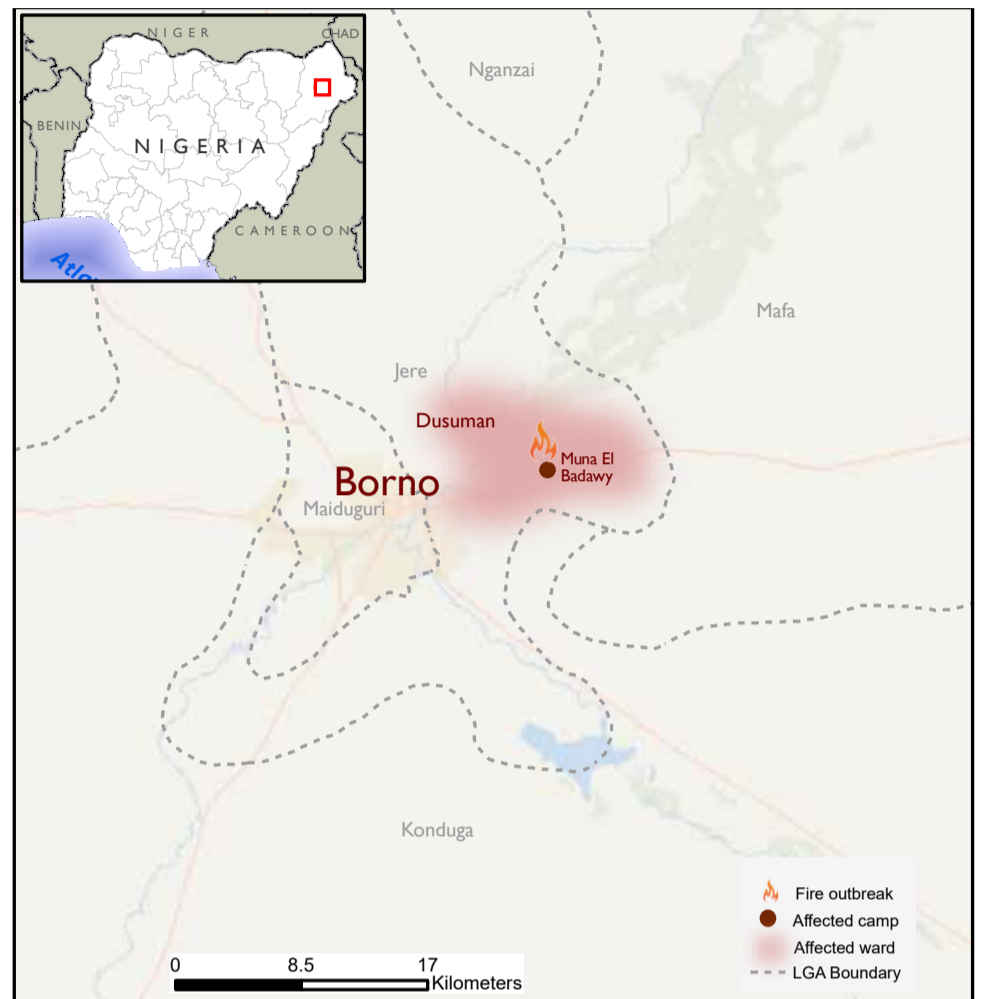 NIGER
CHAD
BENIN
NIGERIA
CAMEROON
Atla
Nganzai
Mafa
Jere
Dusuman
Muna El
Badawy
Borno
Maiduguri
Konduga
Fire outbreak
Affected camp
Affected ward
LGA Boundary
0 8.5 17
Kilometers